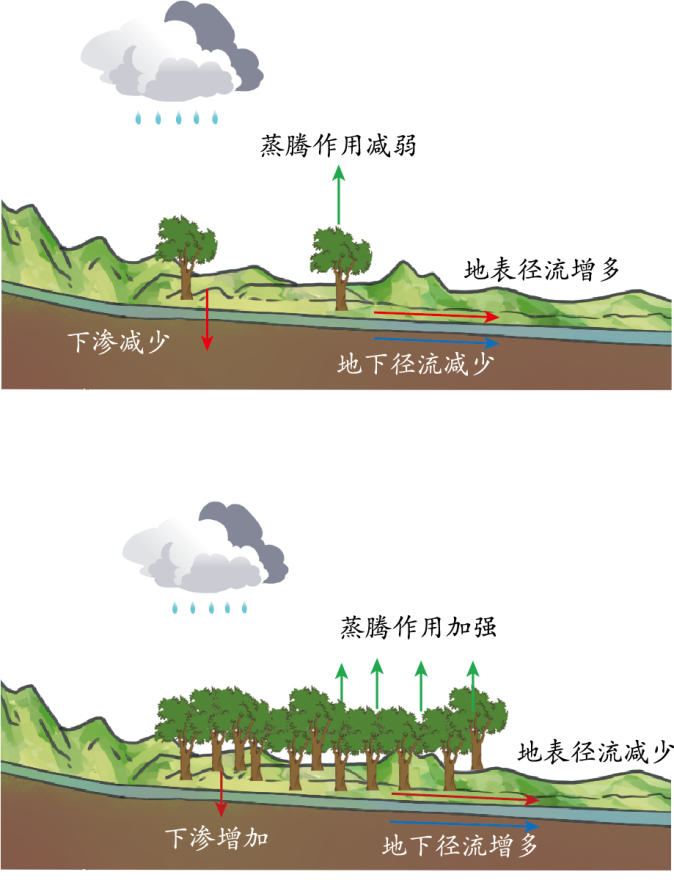 蒸腾作用减弱
地表径流增多
下渗减少
地下径流减少
蒸腾作用加强
地表径流减少
下渗增加
地下径流增多